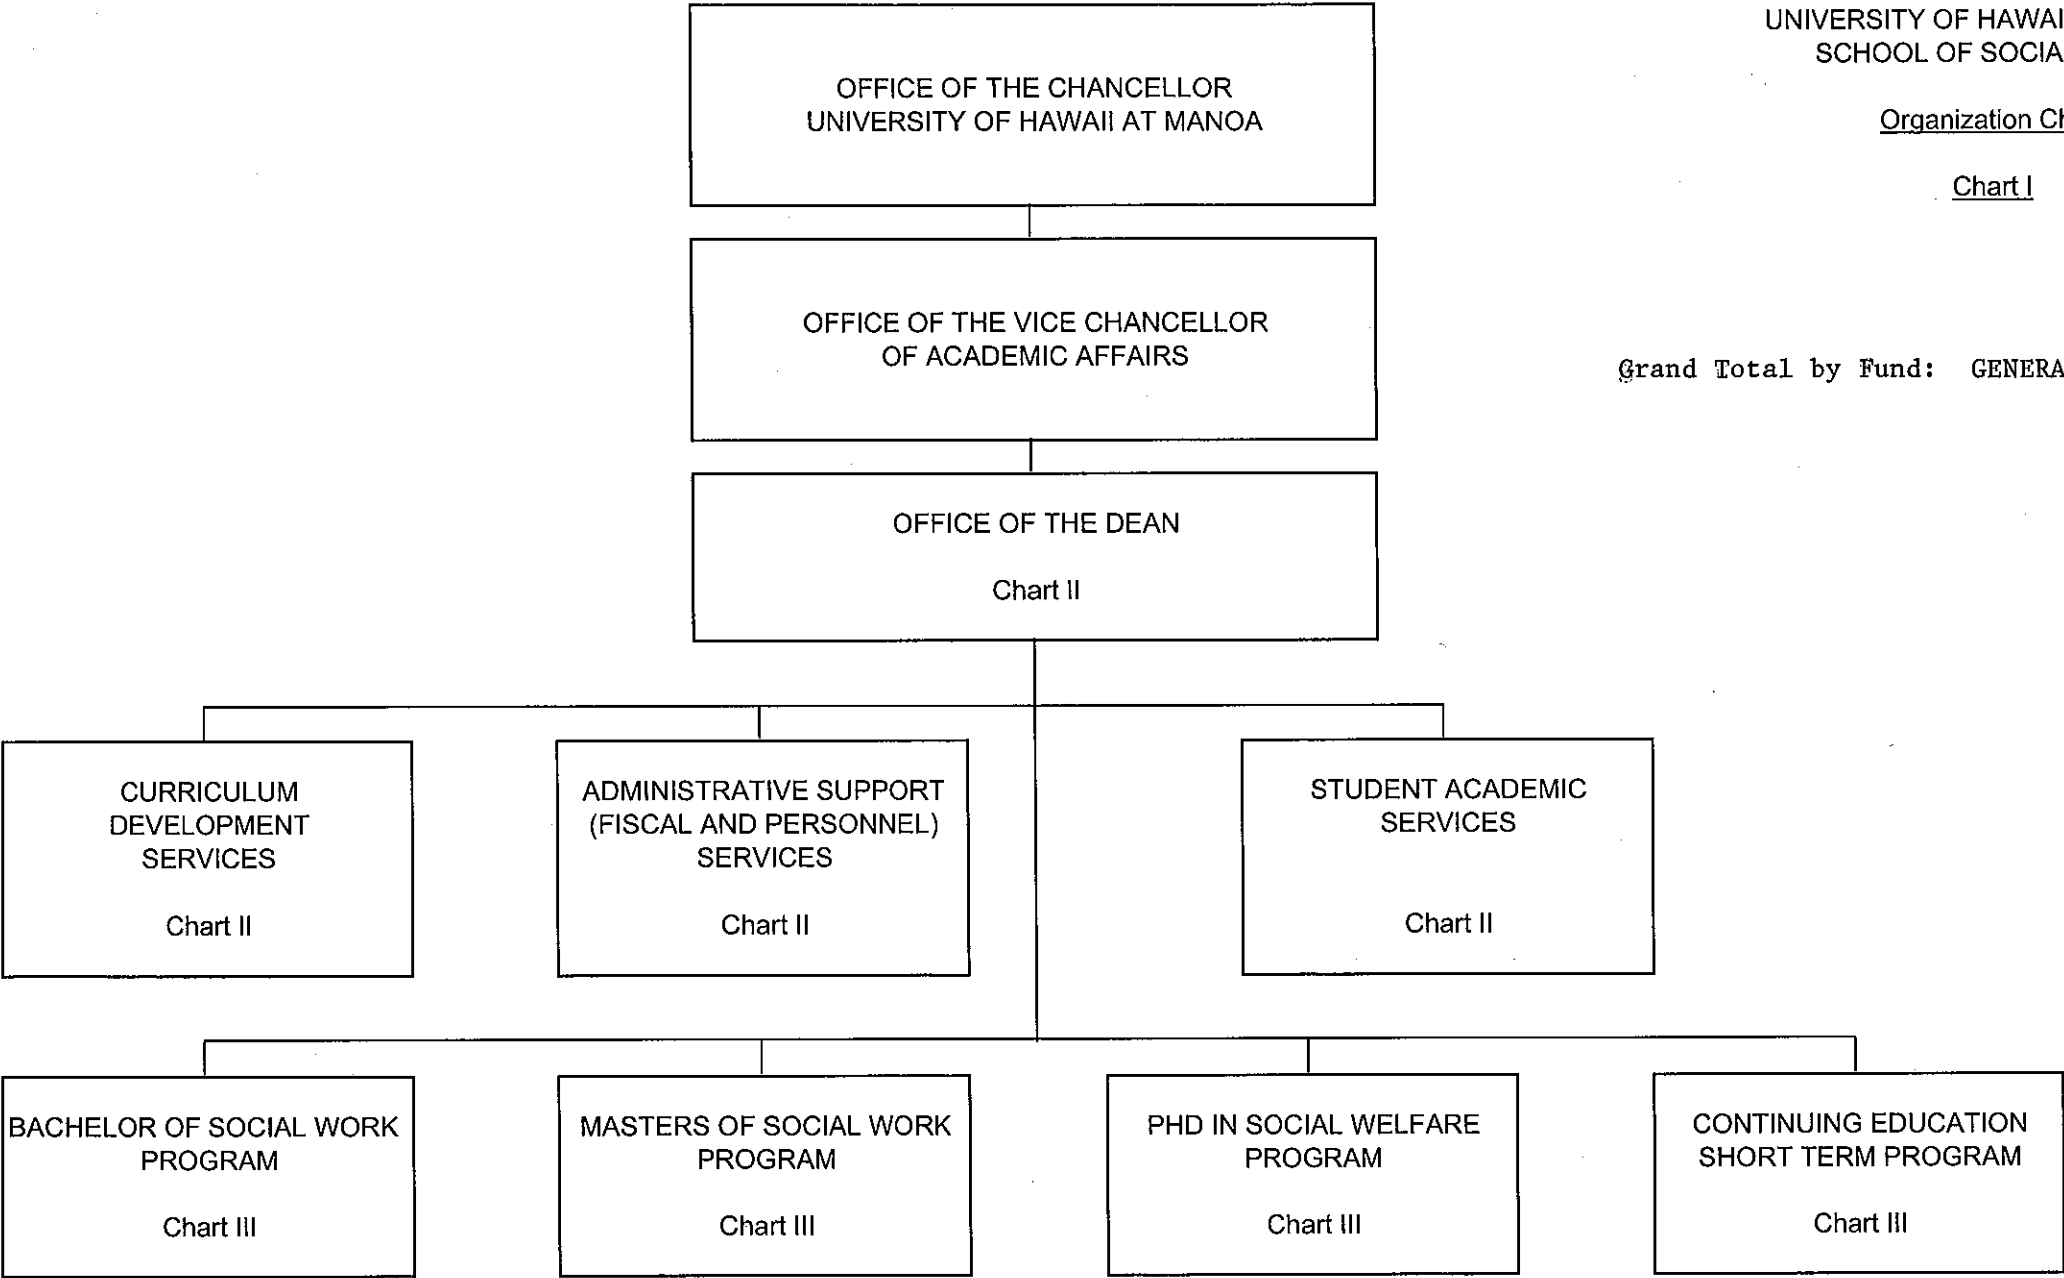 OFFICE OF THE CHANCELLOR
UNIVERSITY OF HAWAII AT MANOA
UNIVERSITY OF HAWAI
SCHOOL OF SOCIA
Organization Ch
Chart I
OFFICE OF THE VICE CHANCELLOR
OF ACADEMIC AFFAIRS
Grand Total by Fund: GENERA
OFFICE OF THE DEAN
Chart II
CURRICULUM
DEVELOPMENT
SERVICES
Chart II
ADMINISTRATIVE SUPPORT
(FISCAL AND PERSONNEL)
SERVICES
Chart II
STUDENT ACADEMIC
SERVICES
Chart II
BACHELOR OF SOCIAL WORK
PROGRAM
Chart III
MASTERS OF SOCIAL WORK
PROGRAM
Chart III
PHD IN SOCIAL WELFARE
PROGRAM
Chart III
CONTINUING EDUCATION
SHORT TERM PROGRAM
Chart III